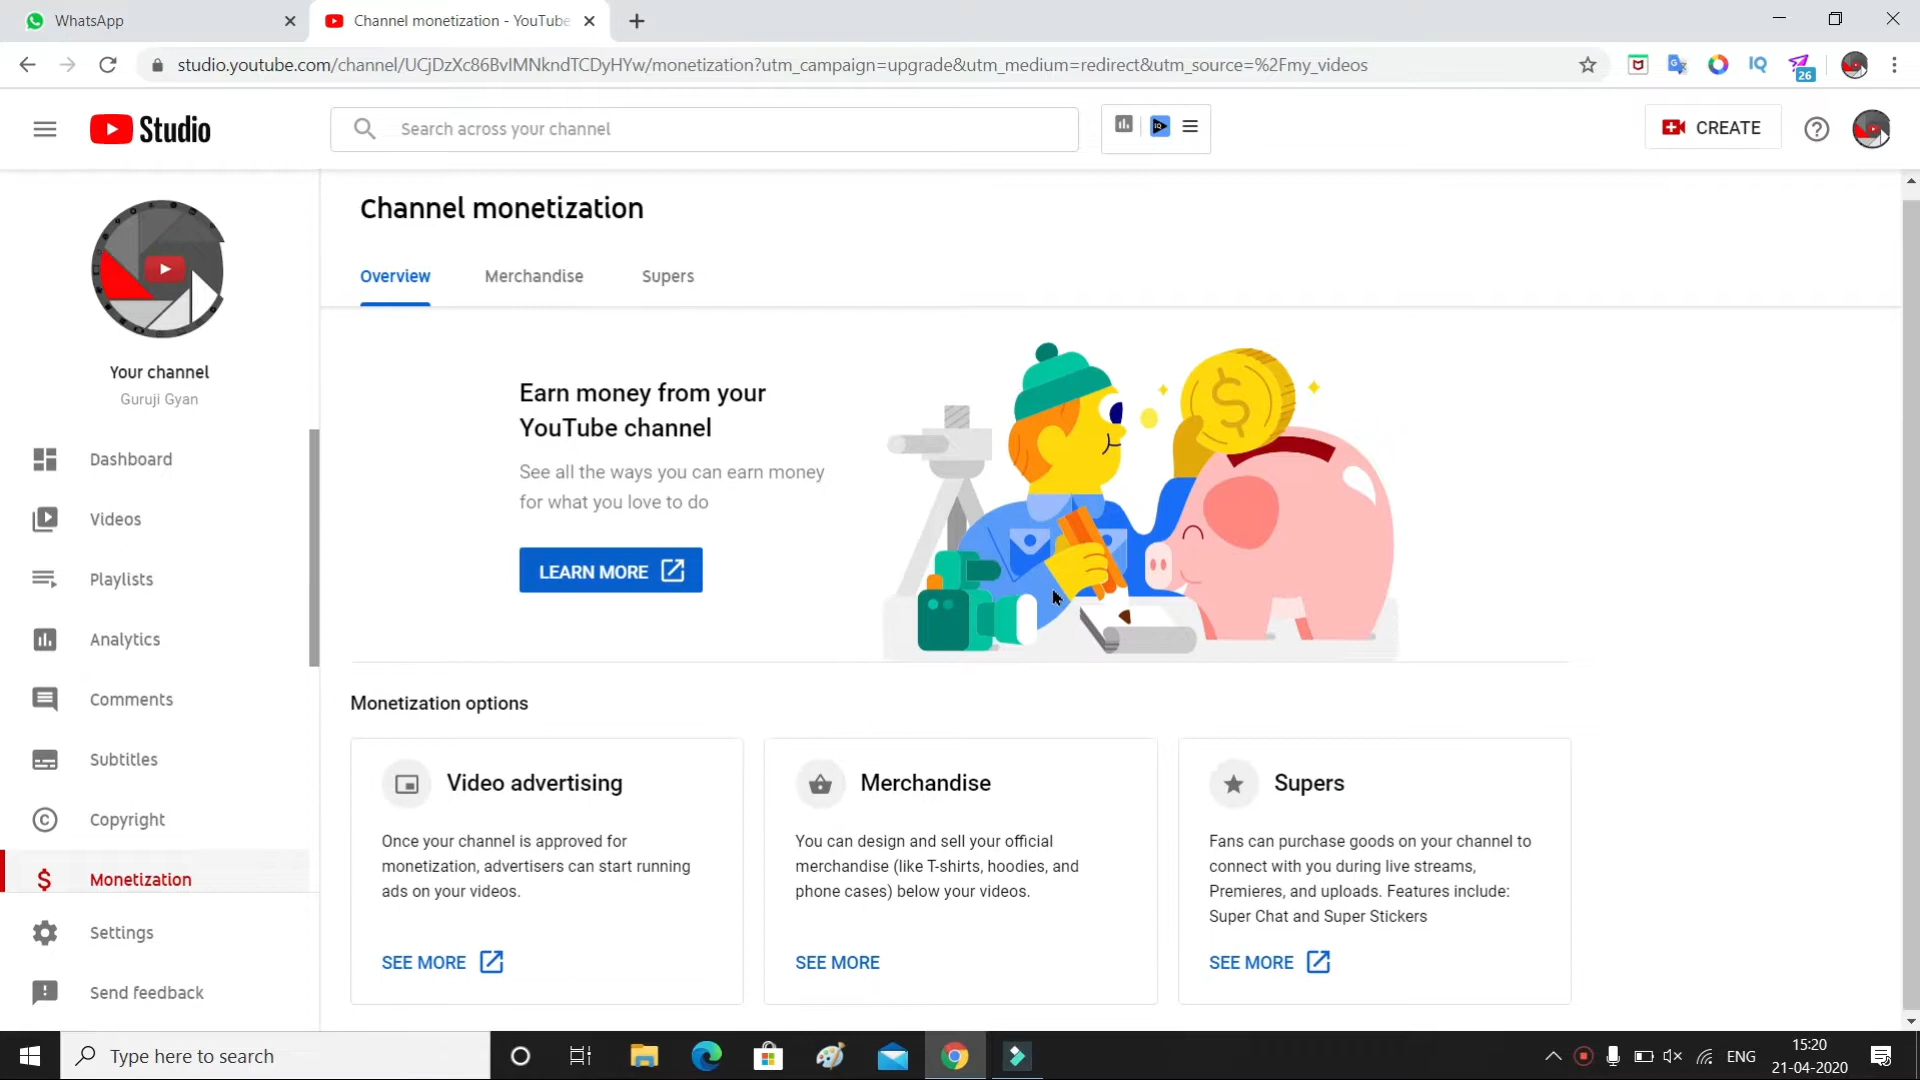 WhatsApp
Channel monetization - YouTube
studio.youtube.com/channel/UCjDzXc86BvIMNkndTCDyHYw/monetization?utm_campaign=upgrade&utm_medium=redirect&utm_source=%2Fmy_videos
IQ
26
Studio
Search across your channel
CREATE
Channel monetization
Overview
Merchandise
Supers
Your channel
Guruji Gyan
Dashboard
Videos
Playlists
Analytics
Comments
Subtitles
Copyright
Monetization
Settings
Send feedback
Earn money from your
YouTube channel
See all the ways you can earn money
for what you love to do
LEARN MORE
Monetization options
Video advertising
Once your channel is approved for
monetization, advertisers can start running
ads on your videos.
SEE MORE
Merchandise
You can design and sell your official
merchandise (like T-shirts, hoodies, and
phone cases) below your videos.
SEE MORE
Supers
Fans can purchase goods on your channel to
connect with you during live streams,
Premieres, and uploads. Features include:
Super Chat and Super Stickers
SEE MORE
Type here to search
ENG
15:20
21-04-2020